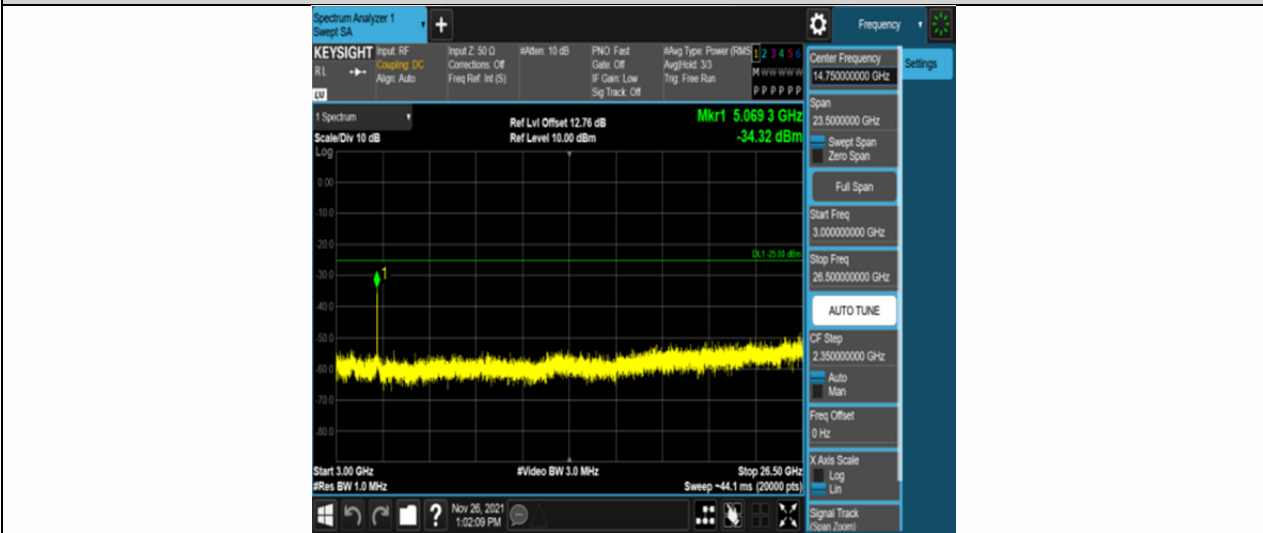 Spectrum Analyzer 1
Swept SA
+
Frequency
KEYSIGHT
RL
LXI
Input: RF
Coupling: DC
Align: Auto
Input Z: 50 Ω
Corrections: Off
Freq Ref: Int (S)
#Atten: 10 dB
PNO: Fast
Gate: Off
IF Gain: Low
Sig Track: Off
#Avg Type: Power (RMS
Avg|Hold: 3/3
Trig: Free Run
1 2 3 4 5 6
M W W W W W
P P P P P P
1 Spectrum
Scale/Div 10 dB
Log
Ref Lvl Offset 12.76 dB
Ref Level 10.00 dBm
Mkr1 5.069 3 GHz
-34.32 dBm
0.00
-10.0
-20.0
-30.0
-40.0
-50.0
-60.0
-70.0
-80.0
DL1 -25.00 dBm
1
Start 3.00 GHz
#Res BW 1.0 MHz
#Video BW 3.0 MHz
Stop 26.50 GHz
Sweep ~44.1 ms (20000 pts)
?
Nov 26, 2021
1:02:09 PM
Center Frequency
14.750000000 GHz
Settings
Span
23.5000000 GHz
Swept Span
Zero Span
Full Span
Start Freq
3.000000000 GHz
Stop Freq
26.500000000 GHz
AUTO TUNE
CF Step
2.350000000 GHz
Auto
Man
Freq Offset
0 Hz
X Axis Scale
Log
Lin
Signal Track
(Span Zoom)